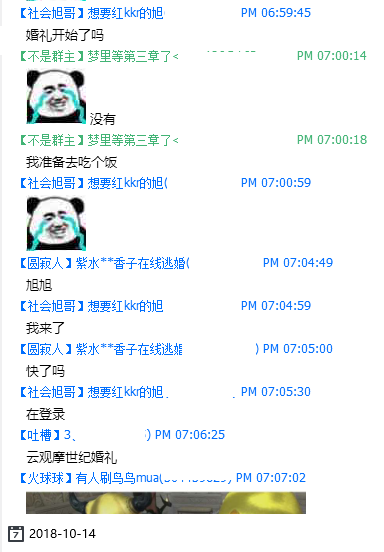 【社会旭哥】想要红kkr的旭( PM 06:59:45
婚礼开始了吗
【不是群主】梦里等第三章了< PM 07:00:14
没有
【不是群主】梦里等第三章了< PM 07:00:18
我准备去吃个饭
【社会旭哥】想要红kkr的旭( PM 07:00:59
【圆寂人】紫水**香子在线逃婚( PM 07:04:49
旭旭
【社会旭哥】想要红kkr的旭 PM 07:04:59
我来了
【圆寂人】紫水**香子在线逃婚 ) PM 07:05:00
快了吗
【社会旭哥】想要红kkr的旭 PM 07:05:30
在登录
【吐槽】3、 ) PM 07:06:25
云观摩世纪婚礼
【火球球】有人刷鸟鸟mua( ) PM 07:07:02
7 2018-10-14